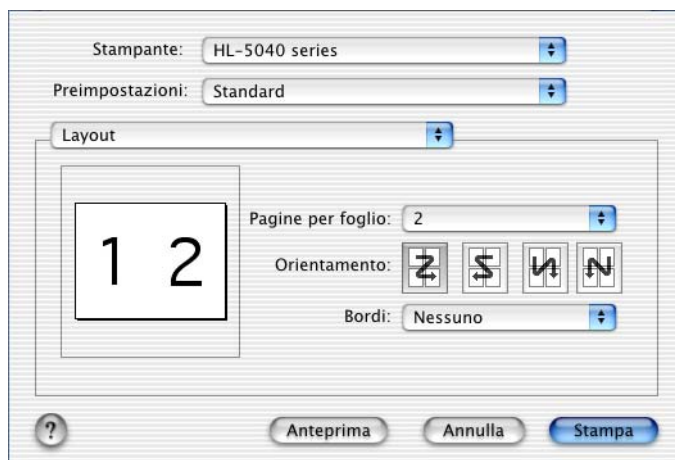 Stampante: HL-5040 series
Preimpostazioni: Standard
Layout
1 2
Pagine per foglio: 2
Orientamento:
Bordi: Nessuno
? Anteprima Annulla Stampa